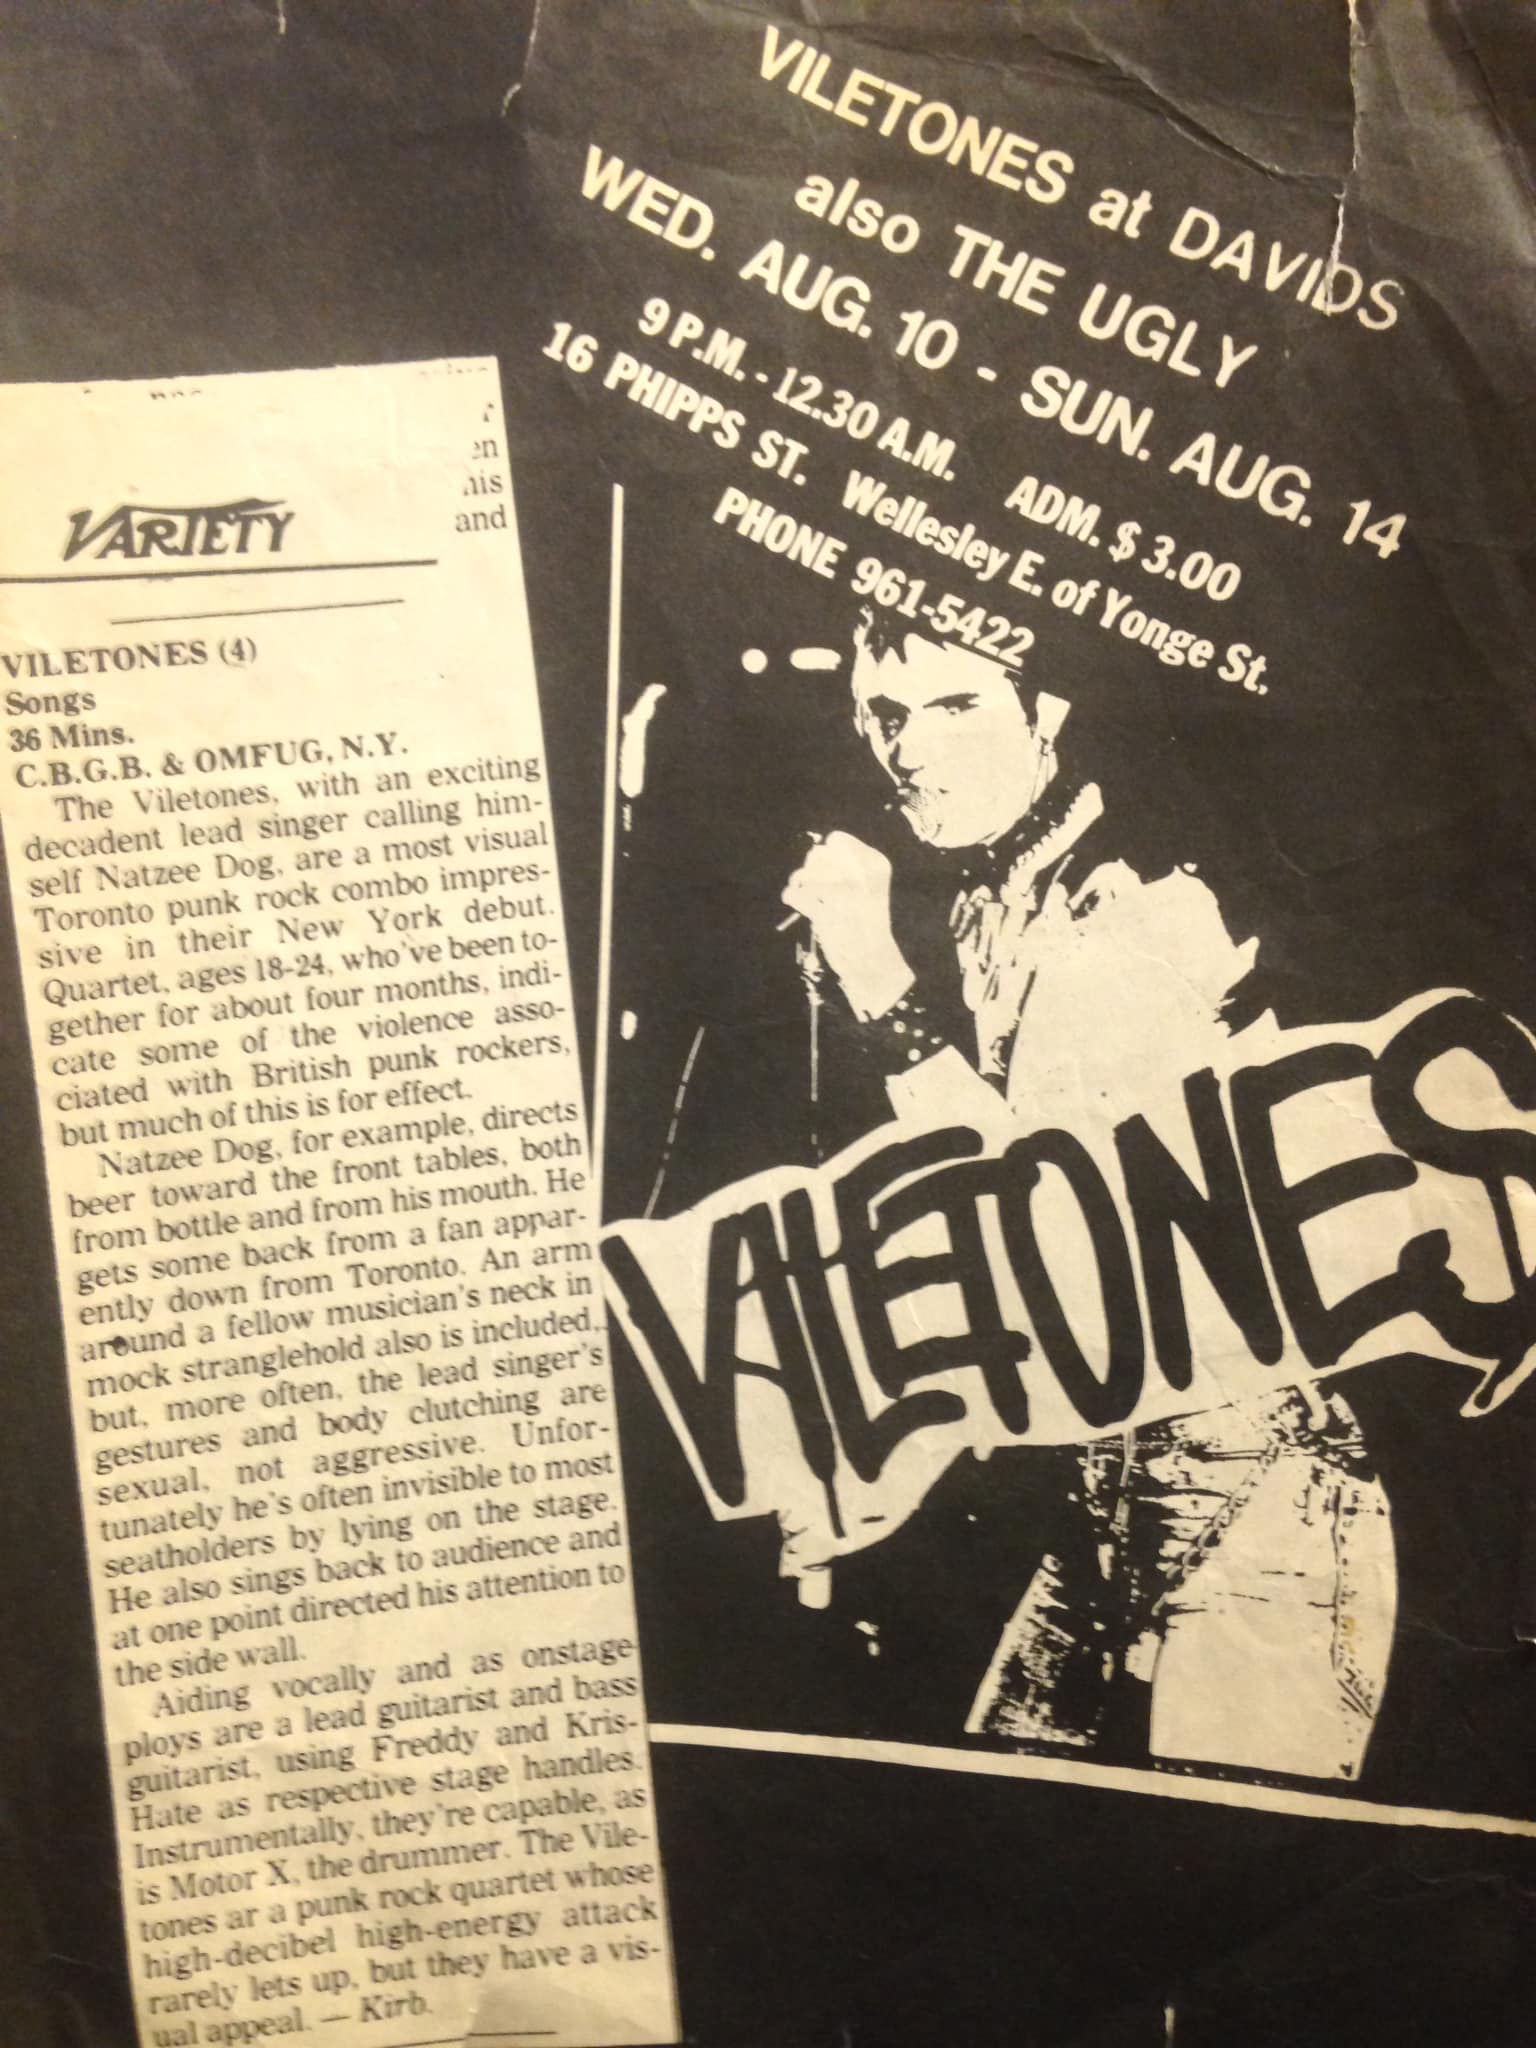 VILETONES at DAVIDS
also THE UGLY
WED. AUG. 10 - SUN. AUG. 14
9 P.M. - 12.30 A.M. ADM. $ 3.00
16 PHIPPS ST. Wellesley E. of Yonge St.
PHONE 961-5422
VILETONES
and
VARIETY
VILETONES (4)
Songs
36 Mins.
C.B.G.B. & OMFUG, N.Y.
The Viletones, with an exciting
decadent lead singer calling him-
self Natzee Dog, are a most visual
Toronto punk rock combo impres-
sive in their New York debut.
Quartet, ages 18-24, who've been to-
gether for about four months, indi-
cate some of the violence asso-
ciated with British punk rockers,
but much of this is for effect.
Natzee Dog, for example, directs
beer toward the front tables, both
from bottle and from his mouth. He
gets some back from a fan appar-
ently down from Toronto. An arm
around a fellow musician's neck in
mock stranglehold also is included,
but, more often, the lead singer's
gestures and body clutching are
sexual, not aggressive. Unfor-
tunately he's often invisible to most
seatholders by lying on the stage.
He also sings back to audience and
at one point directed his attention to
the side wall.
Aiding vocally and as onstage
ploys are a lead guitarist and bass
guitarist, using Freddy and Kris-
Hate as respective stage handles.
Instrumentally, they're capable, as
is Motor X, the drummer. The Vile-
tones ar a punk rock quartet whose
high-decibel high-energy attack
rarely lets up, but they have a vis-
ual appeal. — Kirb.